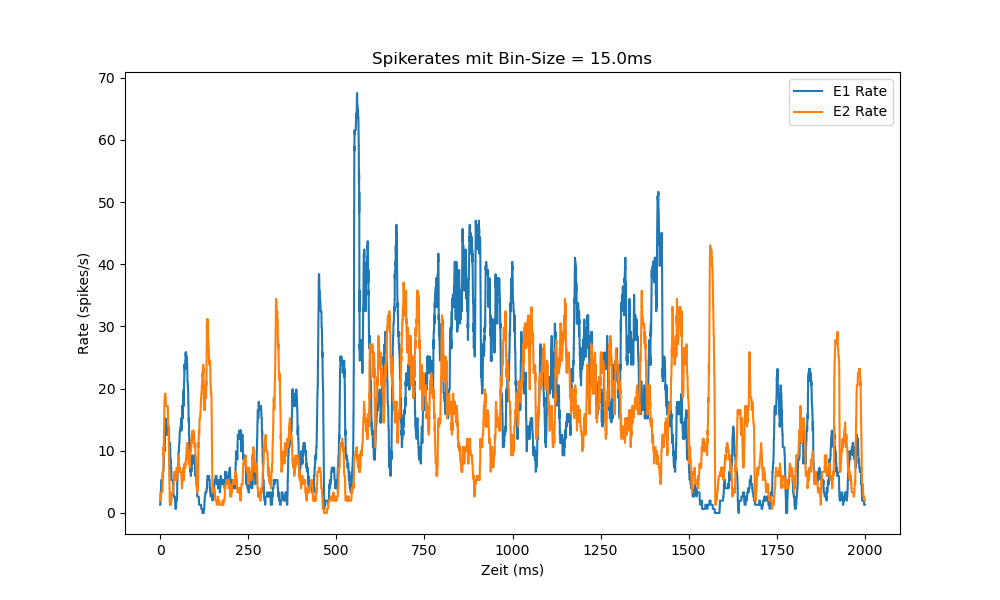 Spikerates mit Bin-Size = 15.0ms
E1 Rate
E2 Rate
70
60
50
40
30
20
10
0
Rate (spikes/s)
0 250 500 750 1000 1250 1500 1750 2000
Zeit (ms)